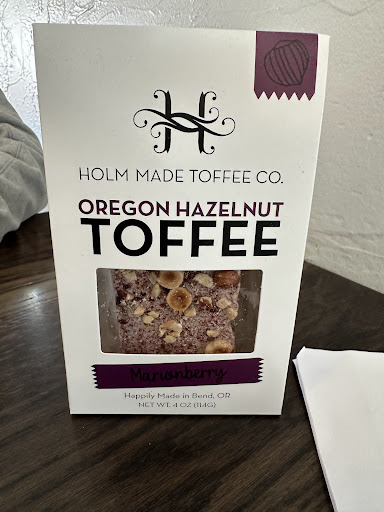 H
HOLM MADE TOFFEE CO.
OREGON HAZELNUT
TOFFEE
Marionberry
Happily Made in Bend, OR
NET WT. 4 OZ (114G)